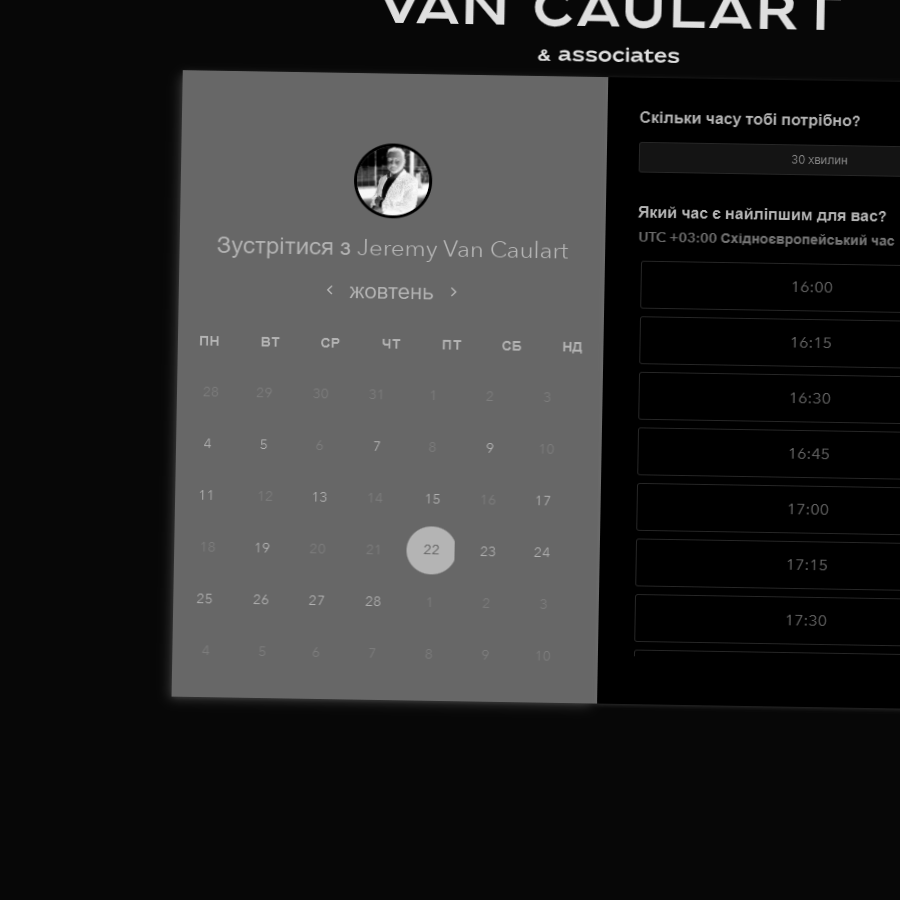 VAN CAULART
& associates
Зустрітися з Jeremy Van Caulart
жовтень
ПН ВТ СР ЧТ ПТ СБ НД
28 29 30 31 1 2 3
4 5 6 7 8 9 10
11 12 13 14 15 16 17
18 19 20 21 22 23 24
25 26 27 28 1 2 3
4 5 6 7 8 9 10
Скільки часу тобі потрібно?
30 хвилин
Який час є найліпшим для вас?
UTC +03:00 Східноєвропейський час
16:00
16:15
16:30
16:45
17:00
17:15
17:30